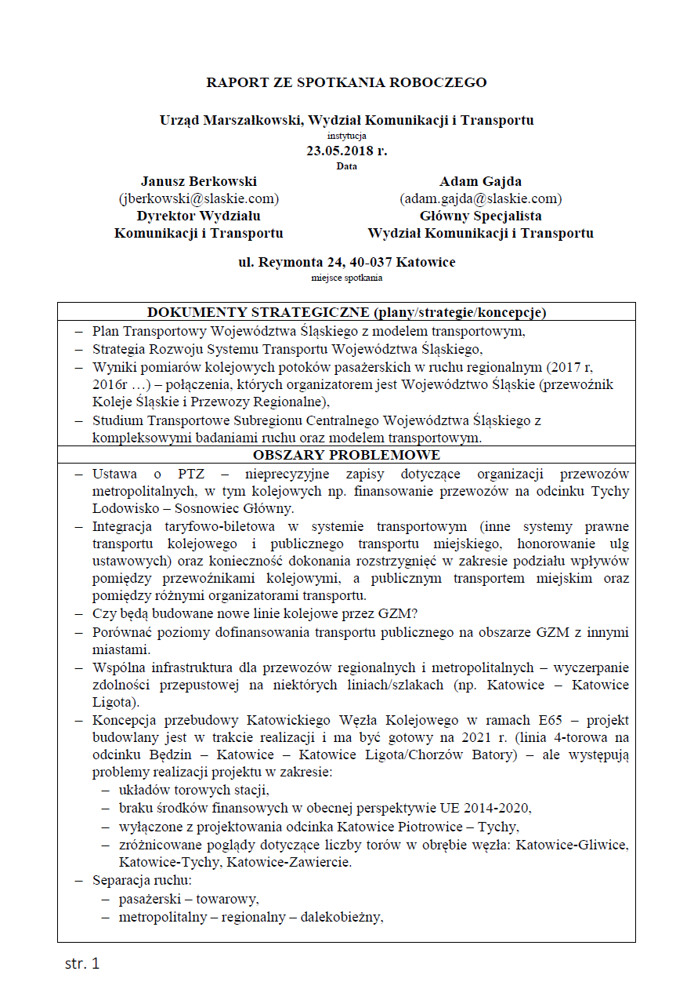 RAPORT ZE SPOTKANIA ROBOCZEGO
Urząd Marszałkowski, Wydział Komunikacji i Transportu
instytucja
23.05.2018 r.
Data
Janusz Berkowski
(jberkowski@slaskie.com)
Dyrektor Wydziału
Komunikacji i Transportu
Adam Gajda
(adam.gajda@slaskie.com)
Główny Specjalista
Wydział Komunikacji i Transportu
ul. Reymonta 24, 40-037 Katowice
miejsce spotkania
DOKUMENTY STRATEGICZNE (plany/strategie/koncepcje)
– Plan Transportowy Województwa Śląskiego z modelem transportowym,
– Strategia Rozwoju Systemu Transportu Województwa Śląskiego,
– Wyniki pomiarów kolejowych potoków pasażerskich w ruchu regionalnym (2017 r,
2016r …) – połączenia, których organizatorem jest Województwo Śląskie (przewoźnik
Koleje Śląskie i Przewozy Regionalne),
– Studium Transportowe Subregionu Centralnego Województwa Śląskiego z
kompleksowymi badaniami ruchu oraz modelem transportowym.
OBSZARY PROBLEMOWE
– Ustawa o PTZ – nieprecyzyjne zapisy dotyczące organizacji przewozów
metropolitalnych, w tym kolejowych np. finansowanie przewozów na odcinku Tychy
Lodowisko – Sosnowiec Główny.
– Integracja taryfowo-biletowa w systemie transportowym (inne systemy prawne
transportu kolejowego i publicznego transportu miejskiego, honorowanie ulg
ustawowych) oraz konieczność dokonania rozstrzygnięć w zakresie podziału wpływów
pomiędzy przewoźnikami kolejowymi, a publicznym transportem miejskim oraz
pomiędzy różnymi organizatorami transportu.
– Czy będą budowane nowe linie kolejowe przez GZM?
– Porównać poziomy dofinansowania transportu publicznego na obszarze GZM z innymi
miastami.
– Wspólna infrastruktura dla przewozów regionalnych i metropolitalnych – wyczerpanie
zdolności przepustowej na niektórych liniach/szlakach (np. Katowice – Katowice
Ligota).
– Koncepcja przebudowy Katowickiego Węzła Kolejowego w ramach E65 – projekt
budowlany jest w trakcie realizacji i ma być gotowy na 2021 r. (linia 4-torowa na
odcinku Będzin – Katowice – Katowice Ligota/Chorzów Batory) – ale występują
problemy realizacji projektu w zakresie:
– układów torowych stacji,
– braku środków finansowych w obecnej perspektywie UE 2014-2020,
– wyłączone z projektowania odcinka Katowice Piotrowice – Tychy,
– zróżnicowane poglądy dotyczące liczby torów w obrębie węzła: Katowice-Gliwice,
Katowice-Tychy, Katowice-Zawiercie.
– Separacja ruchu:
– pasażerski – towarowy,
– metropolitalny – regionalny – dalekobieżny,
str. 1